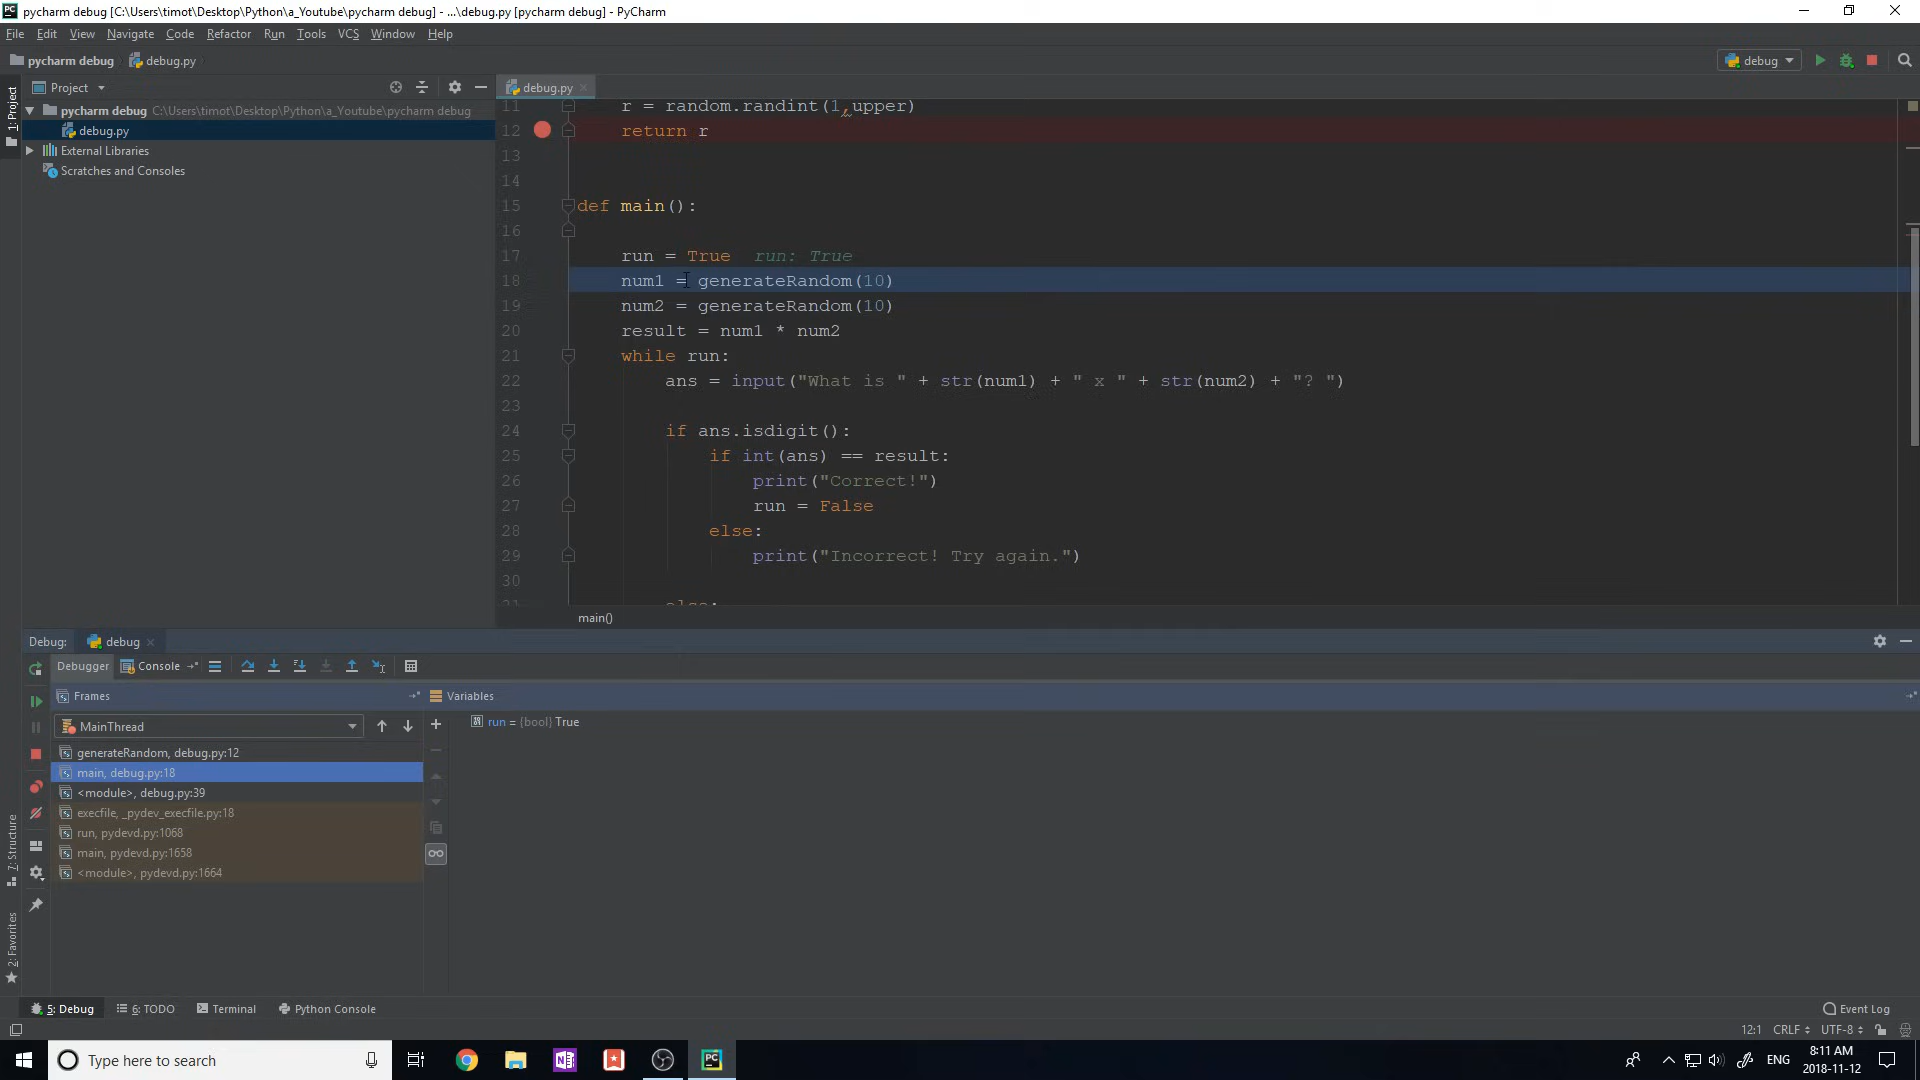 pycharm debug [C:\Users\timot\Desktop\Python\a_Youtube\pycharm debug] - ...\debug.py [pycharm debug] - PyCharm
File Edit View Navigate Code Refactor Run Tools VCS Window Help
pycharm debug debug.py debug
1: Project
Project
debug.py
pycharm debug C:\Users\timot\Desktop\Python\a_Youtube\pycharm debug
debug.py
External Libraries
Scratches and Consoles
11 r = random.randint(1,upper)
12 return r
13
14
15 def main():
16
17 run = True run: True
18 num1 = generateRandom(10)
19 num2 = generateRandom(10)
20 result = num1 * num2
21 while run:
22 ans = input("What is " + str(num1) + " x " + str(num2) + "? ")
23
24 if ans.isdigit():
25 if int(ans) == result:
26 print("Correct!")
27 run = False
28 else:
29 print("Incorrect! Try again.")
30
31 else:
main()
Debug: debug
Debugger Console
Frames Variables
MainThread
run = {bool} True
generateRandom, debug.py:12
main, debug.py:18
<module>, debug.py:39
execfile, _pydev_execfile.py:18
run, pydevd.py:1068
main, pydevd.py:1658
<module>, pydevd.py:1664
7: Structure
2: Favorites
5: Debug 6: TODO Terminal Python Console Event Log
12:1 CRLF UTF-8
Type here to search
ENG
8:11 AM
2018-11-12